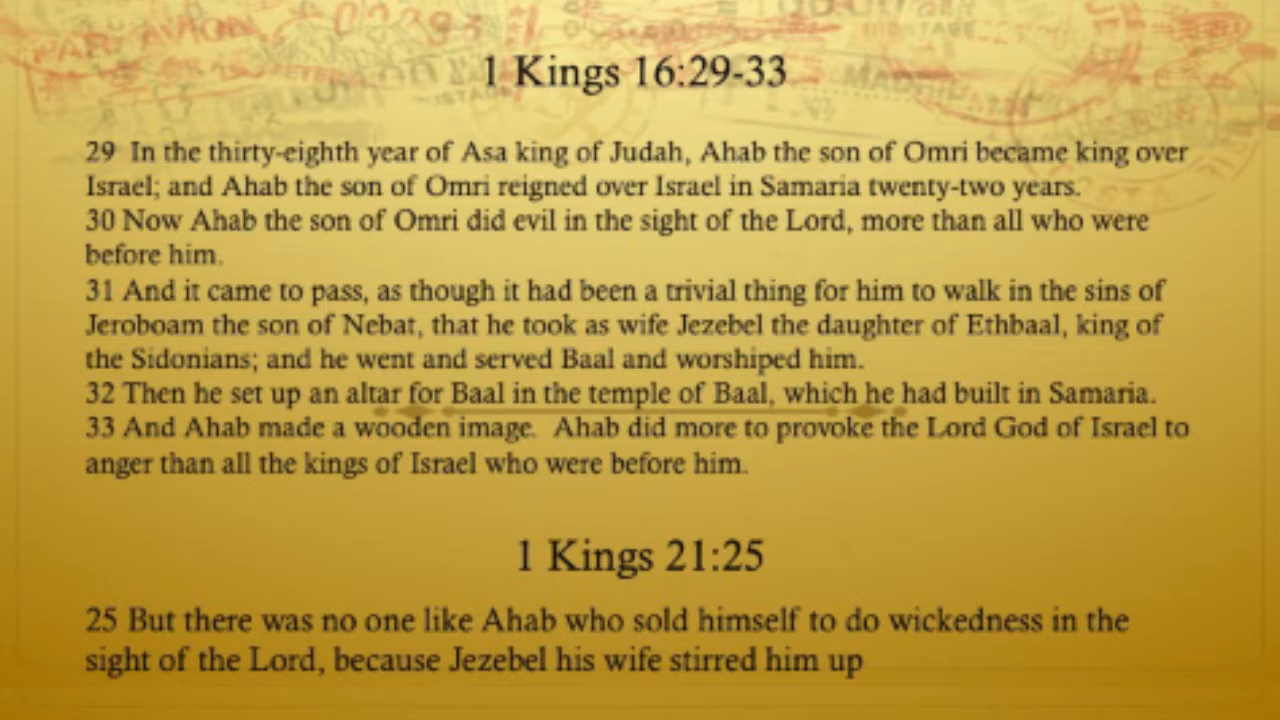 1 Kings 16:29-33
29 In the thirty-eighth year of Asa king of Judah, Ahab the son of Omri became king over
Israel; and Ahab the son of Omri reigned over Israel in Samaria twenty-two years.
30 Now Ahab the son of Omri did evil in the sight of the Lord, more than all who were
before him.
31 And it came to pass, as though it had been a trivial thing for him to walk in the sins of
Jeroboam the son of Nebat, that he took as wife Jezebel the daughter of Ethbaal, king of
the Sidonians; and he went and served Baal and worshiped him.
32 Then he set up an altar for Baal in the temple of Baal, which he had built in Samaria.
33 And Ahab made a wooden image. Ahab did more to provoke the Lord God of Israel to
anger than all the kings of Israel who were before him.
1 Kings 21:25
25 But there was no one like Ahab who sold himself to do wickedness in the
sight of the Lord, because Jezebel his wife stirred him up